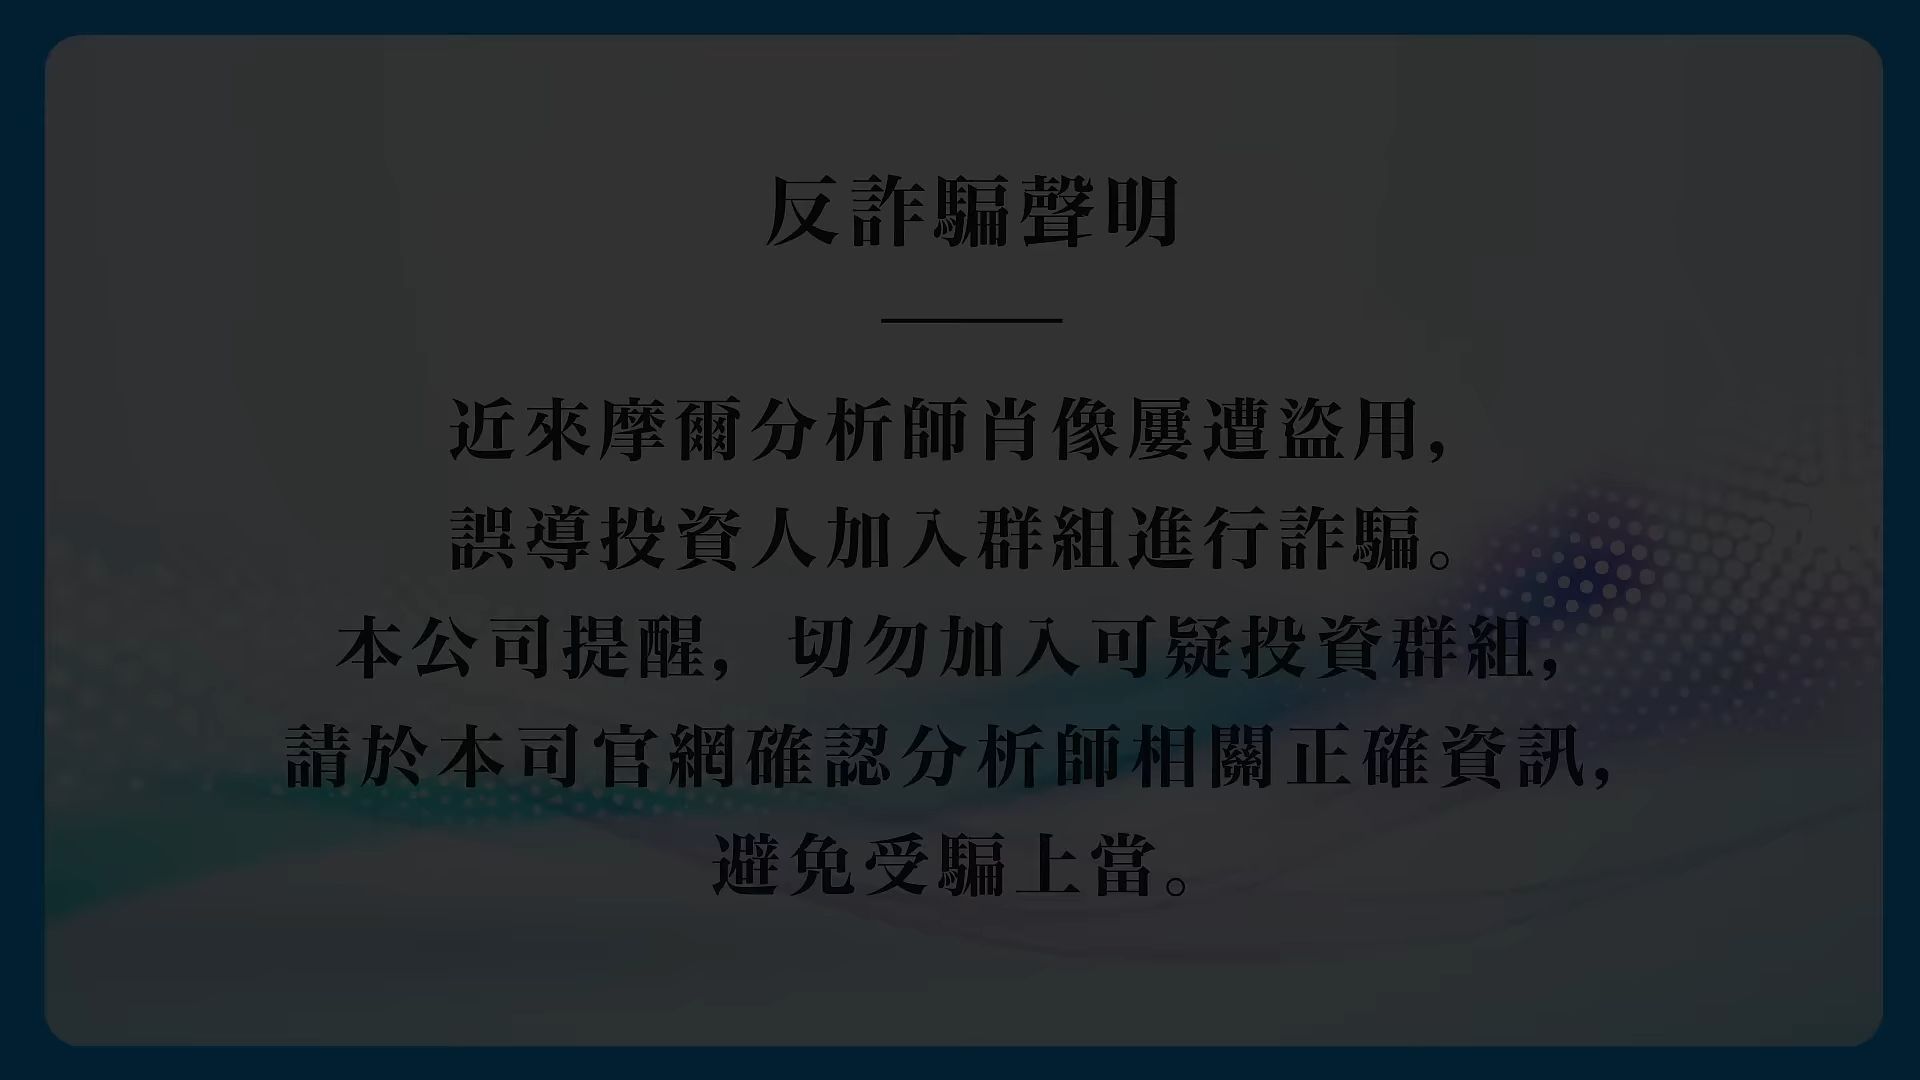 反詐騙聲明
近來摩爾分析師肖像屢遭盜用，
誤導投資人加入群組進行詐騙。
本公司提醒，切勿加入可疑投資群組，
請於本司官網確認分析師相關正確資訊，
避免受騙上當。